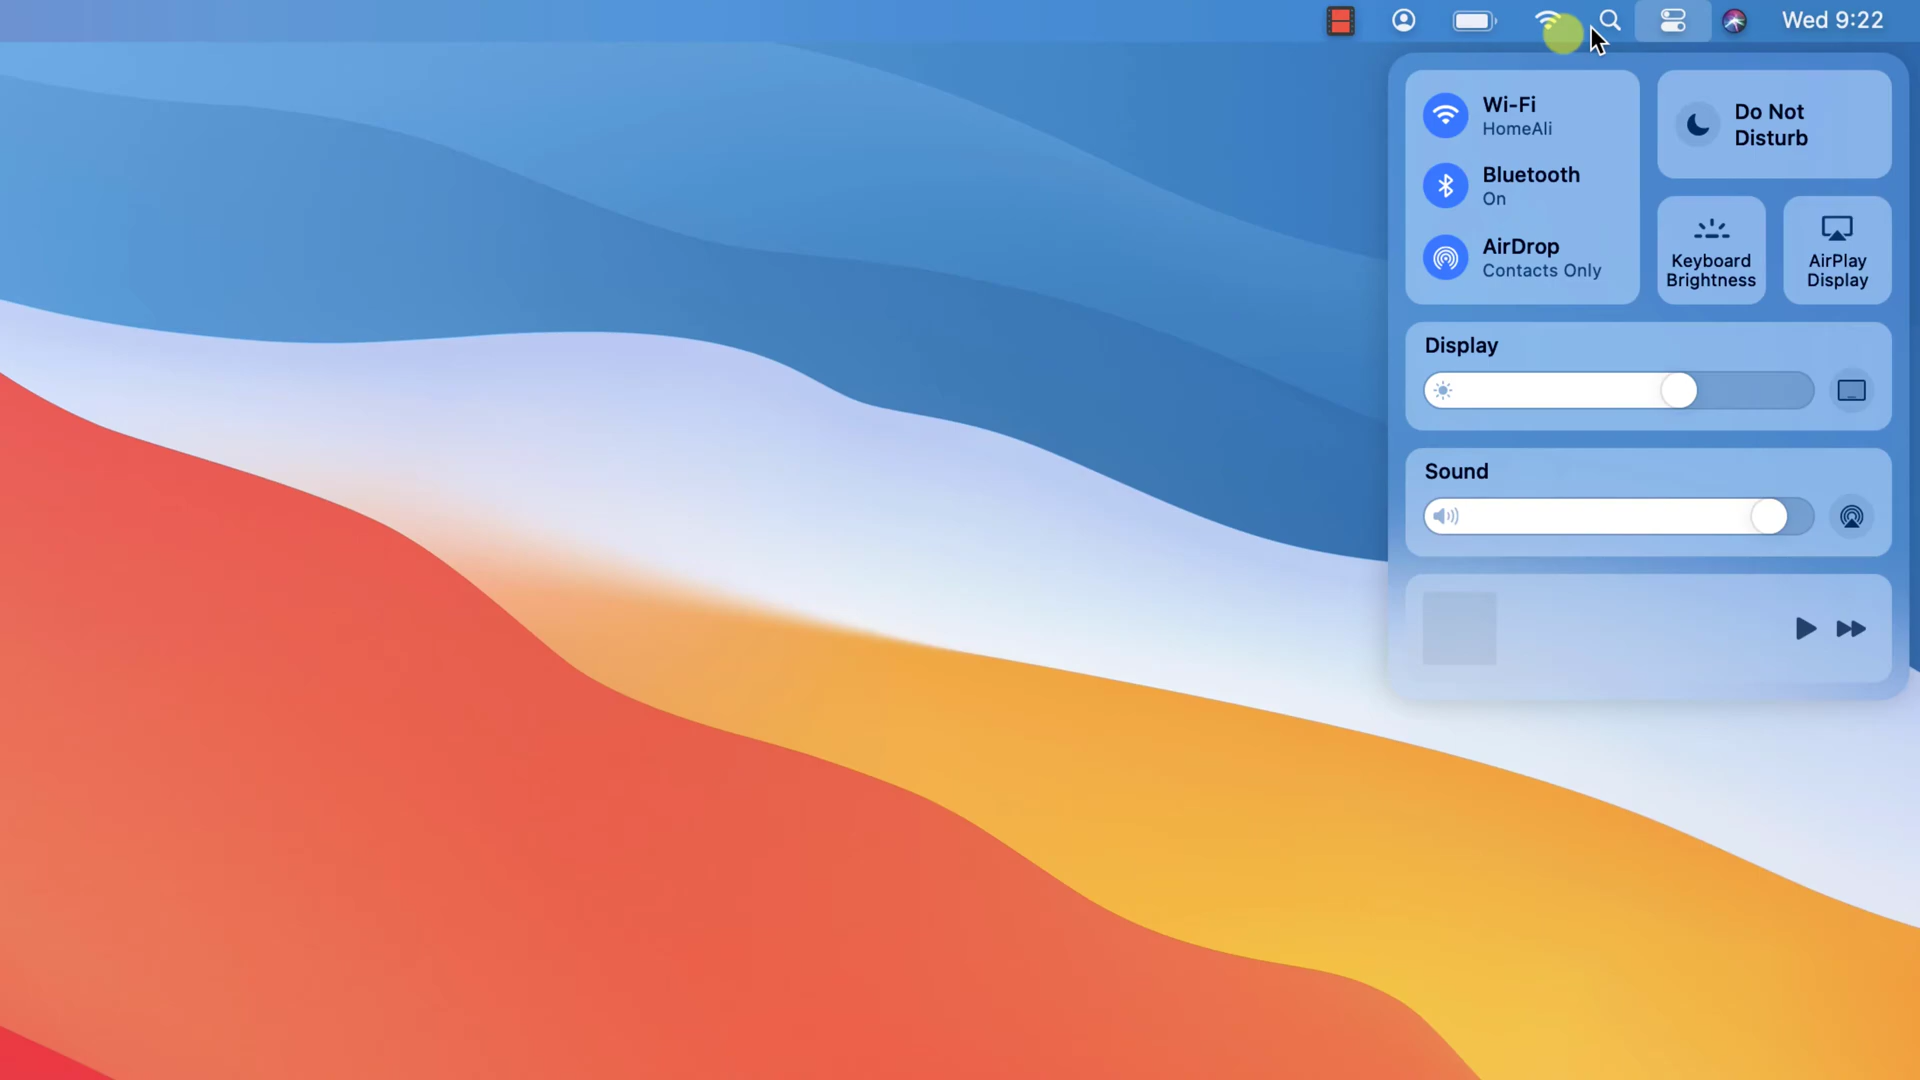 Wed 9:22
Wi-Fi
HomeAli
Do Not
Disturb
Bluetooth
On
AirDrop
Contacts Only
Keyboard
Brightness
AirPlay
Display
Display
Sound